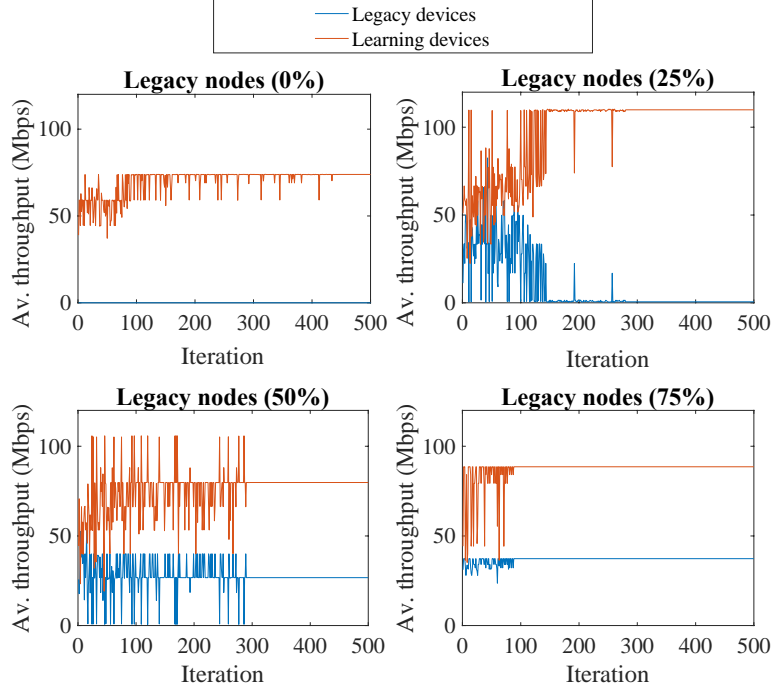 Legacy devices
Learning devices
Legacy nodes (0%)
Av. throughput (Mbps)
100
50
0
0 100 200 300 400 500
Iteration
Legacy nodes (25%)
Av. throughput (Mbps)
100
50
0
0 100 200 300 400 500
Iteration
Legacy nodes (50%)
Av. throughput (Mbps)
100
50
0
0 100 200 300 400 500
Iteration
Legacy nodes (75%)
Av. throughput (Mbps)
100
50
0
0 100 200 300 400 500
Iteration